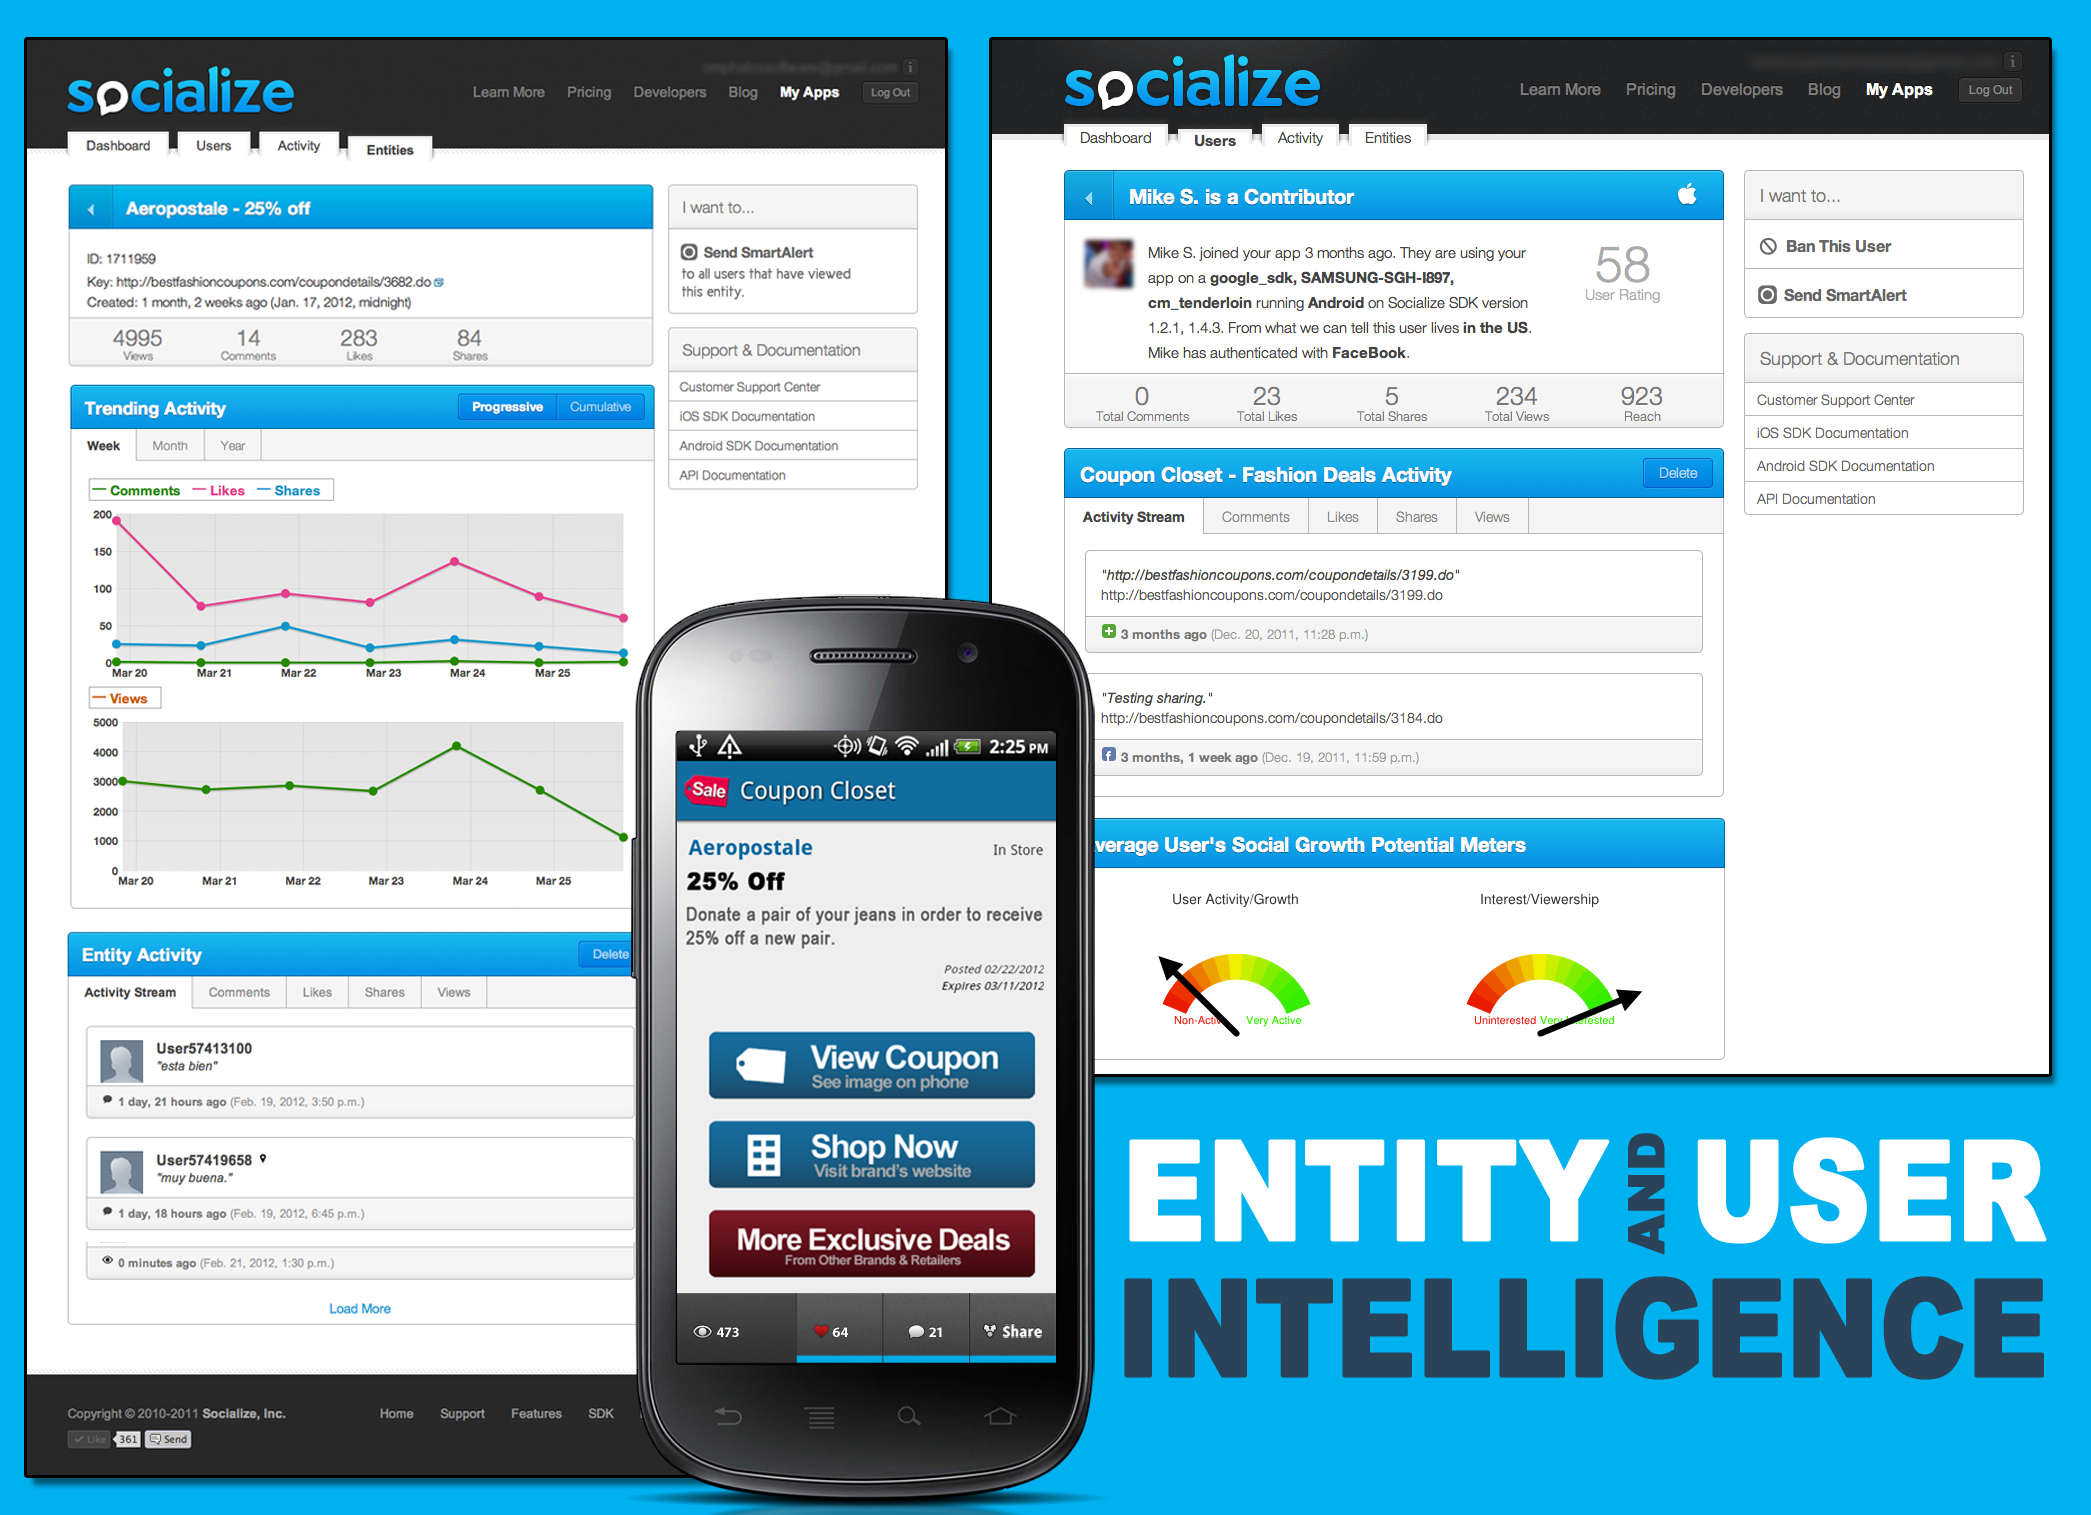 socialize
Learn More Pricing Developers Blog My Apps Log Out
Dashboard Users Activity Entities
Aeropostale - 25% off
ID: 1711959
Key: http://bestfashioncoupons.com/coupondetails/3682.do
Created: 1 month, 2 weeks ago (Jan. 17, 2012, midnight)
4995 14 283 84
Views Comments Likes Shares
I want to...
Send SmartAlert
to all users that have viewed
this entity.
Support & Documentation
Customer Support Center
iOS SDK Documentation
Android SDK Documentation
API Documentation
Trending Activity Progressive Cumulative
Week Month Year
Comments Likes Shares
200
150
100
50
0
Mar 20 Mar 21 Mar 22 Mar 23 Mar 24 Mar 25
Views
5000
4000
3000
2000
1000
0
Mar 20 Mar 21 Mar 22 Mar 23 Mar 24 Mar 25
Entity Activity Delete
Activity Stream Comments Likes Shares Views
User57413100
"esta bien"
1 day, 21 hours ago (Feb. 19, 2012, 3:50 p.m.)
User57419658
"muy buena."
1 day, 18 hours ago (Feb. 19, 2012, 6:45 p.m.)
0 minutes ago (Feb. 21, 2012, 1:30 p.m.)
Load More
Copyright © 2010-2011 Socialize, Inc. Home Support Features SDK
Like 361 Send
socialize
Learn More Pricing Developers Blog My Apps Log Out
Dashboard Users Activity Entities
Mike S. is a Contributor
Mike S. joined your app 3 months ago. They are using your
app on a google_sdk, SAMSUNG-SGH-I897,
cm_tenderloin running Android on Socialize SDK version
1.2.1, 1.4.3. From what we can tell this user lives in the US.
Mike has authenticated with FaceBook.
58
User Rating
0 23 5 234 923
Total Comments Total Likes Total Shares Total Views Reach
I want to...
Ban This User
Send SmartAlert
Support & Documentation
Customer Support Center
iOS SDK Documentation
Android SDK Documentation
API Documentation
Coupon Closet - Fashion Deals Activity Delete
Activity Stream Comments Likes Shares Views
"http://bestfashioncoupons.com/coupondetails/3199.do"
http://bestfashioncoupons.com/coupondetails/3199.do
3 months ago (Dec. 20, 2011, 11:28 p.m.)
"Testing sharing."
http://bestfashioncoupons.com/coupondetails/3184.do
3 months, 1 week ago (Dec. 19, 2011, 11:59 p.m.)
verage User's Social Growth Potential Meters
User Activity/Growth Interest/Viewership
Non-Activ Very Active Uninterested Very Interested
2:25 PM
Sale Coupon Closet
Aeropostale In Store
25% Off
Donate a pair of your jeans in order to receive
25% off a new pair.
Posted 02/22/2012
Expires 03/11/2012
View Coupon
See image on phone
Shop Now
Visit brand's website
More Exclusive Deals
From Other Brands & Retailers
473 64 21 Share
ENTITY AND USER
INTELLIGENCE